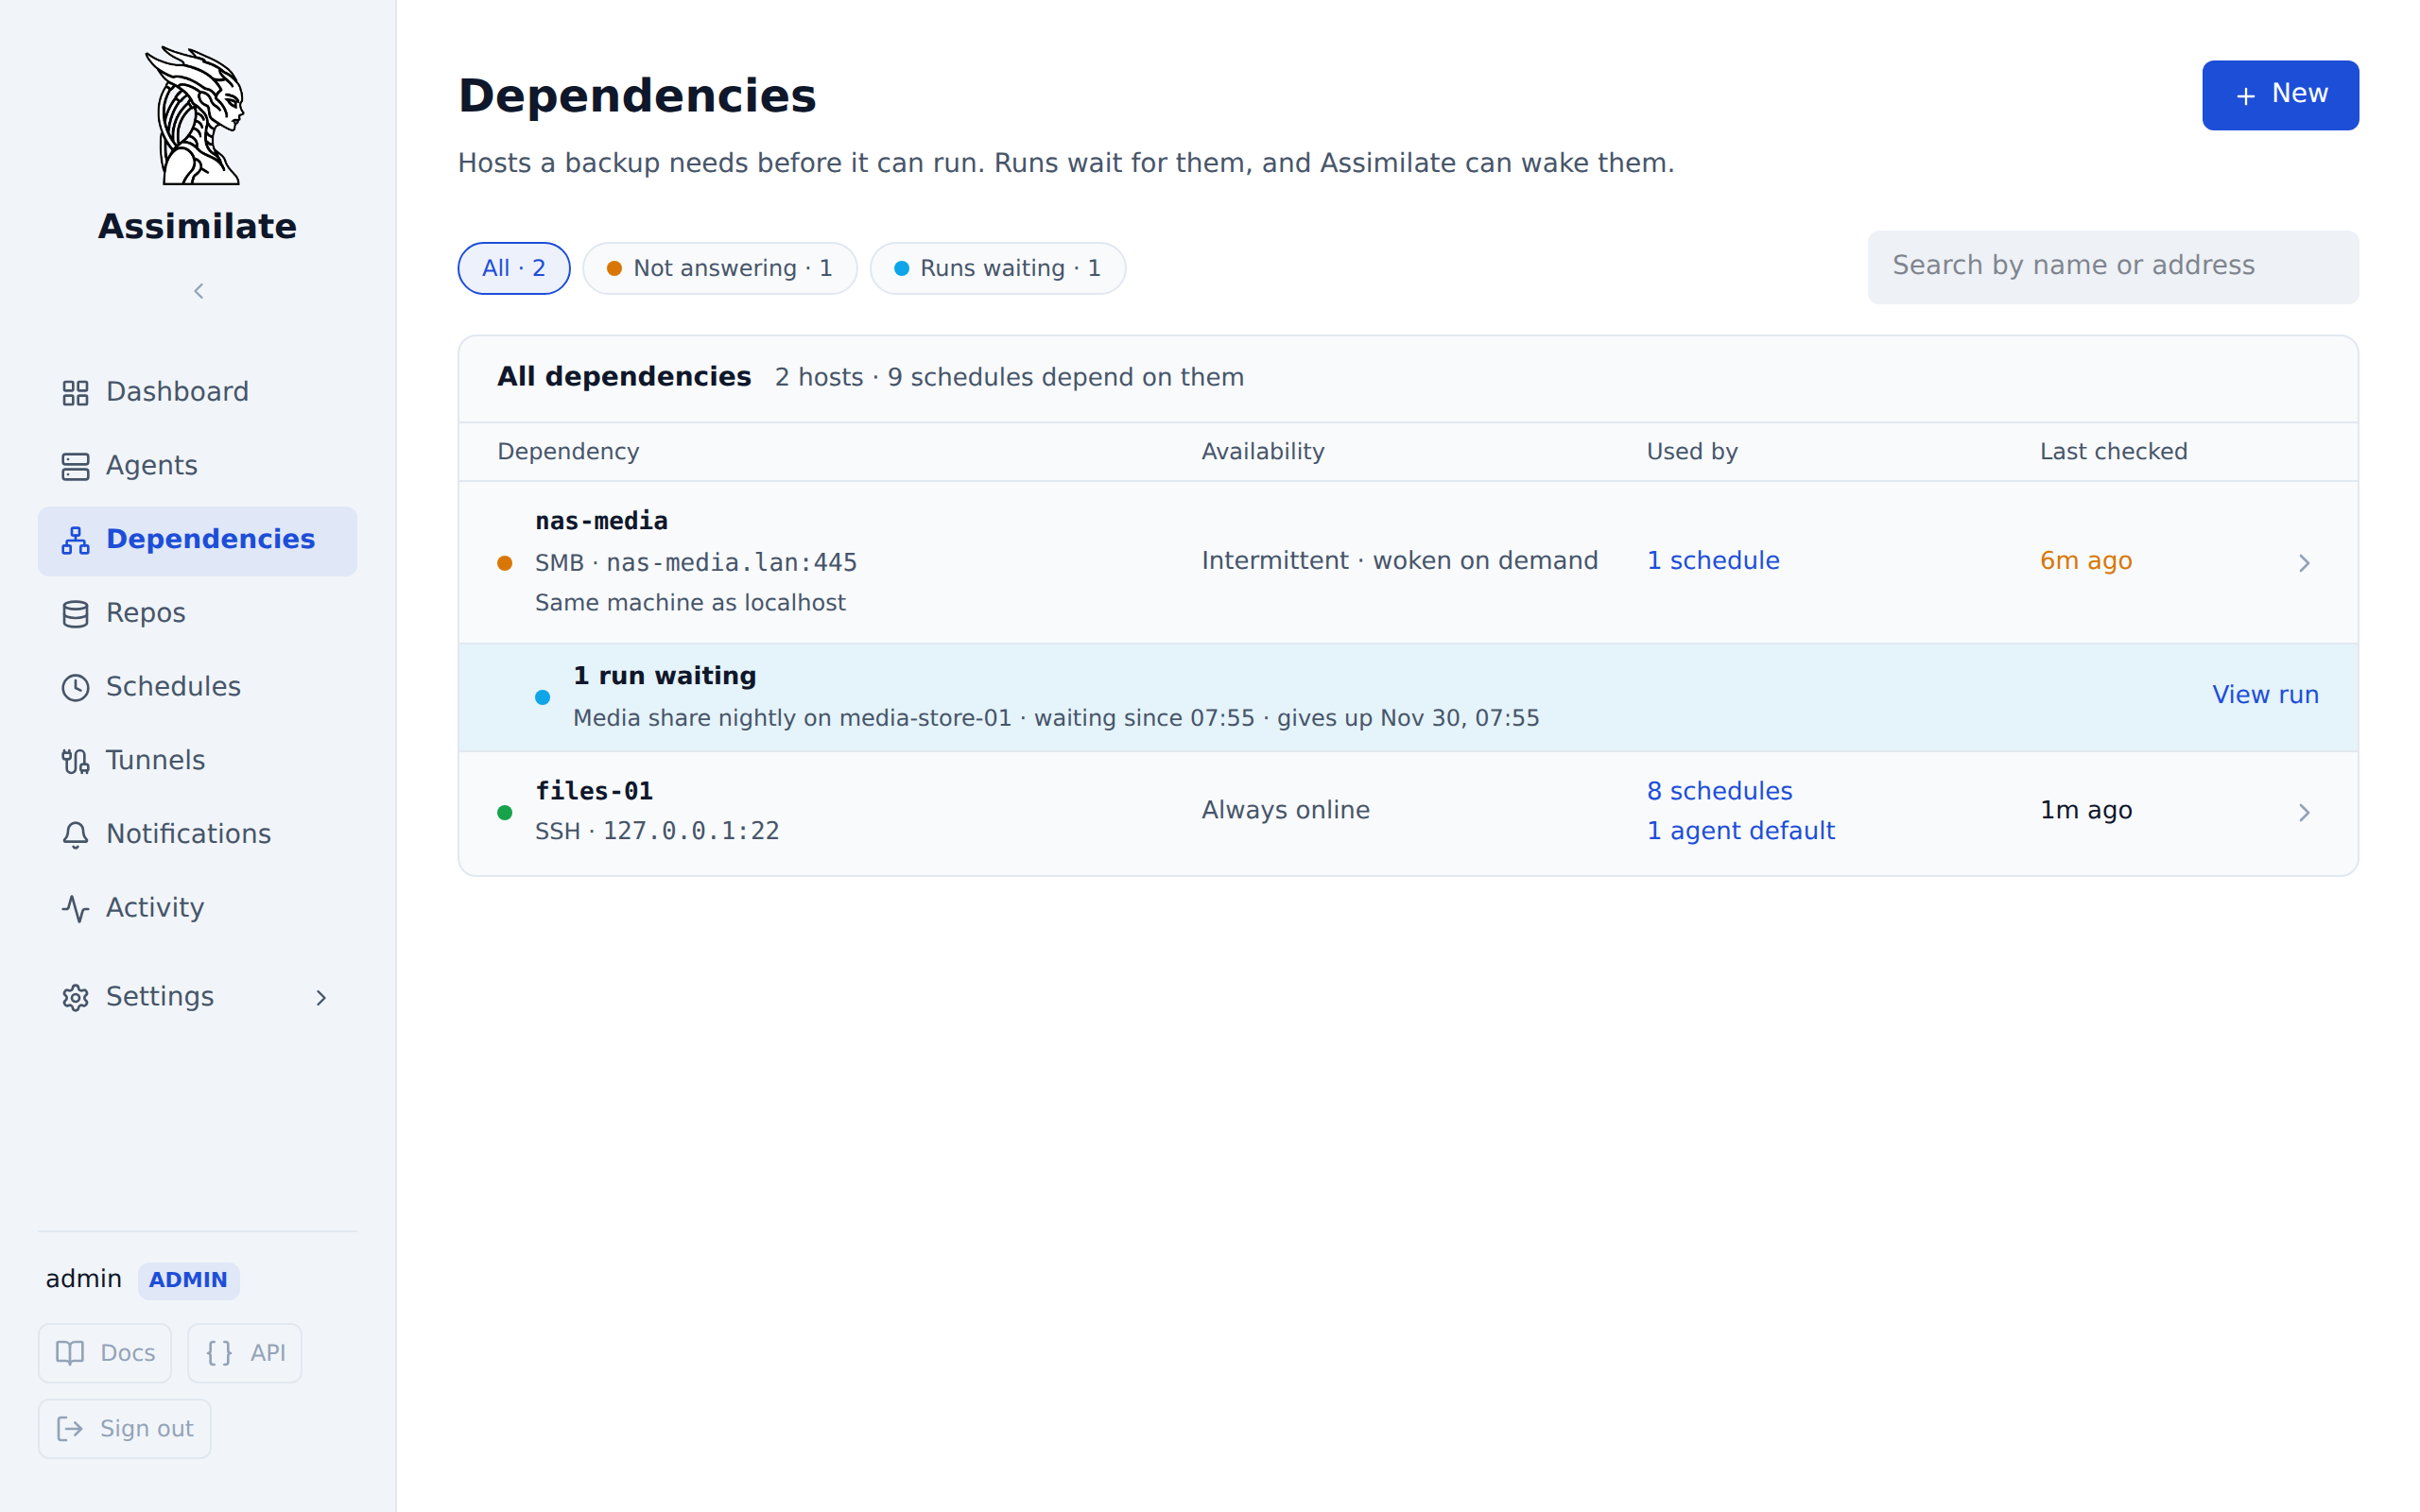 Assimilate
Dashboard
Agents
Dependencies
Repos
Schedules
Tunnels
Notifications
Activity
Settings
admin ADMIN
Docs
API
Sign out
Dependencies
+ New
Hosts a backup needs before it can run. Runs wait for them, and Assimilate can wake them.
All · 2
Not answering · 1
Runs waiting · 1
Search by name or address
All dependencies 2 hosts · 9 schedules depend on them
Dependency Availability Used by Last checked
nas-media
SMB · nas-media.lan:445
Same machine as localhost
Intermittent · woken on demand
1 schedule
6m ago
1 run waiting
Media share nightly on media-store-01 · waiting since 07:55 · gives up Nov 30, 07:55
View run
files-01
SSH · 127.0.0.1:22
Always online
8 schedules
1 agent default
1m ago